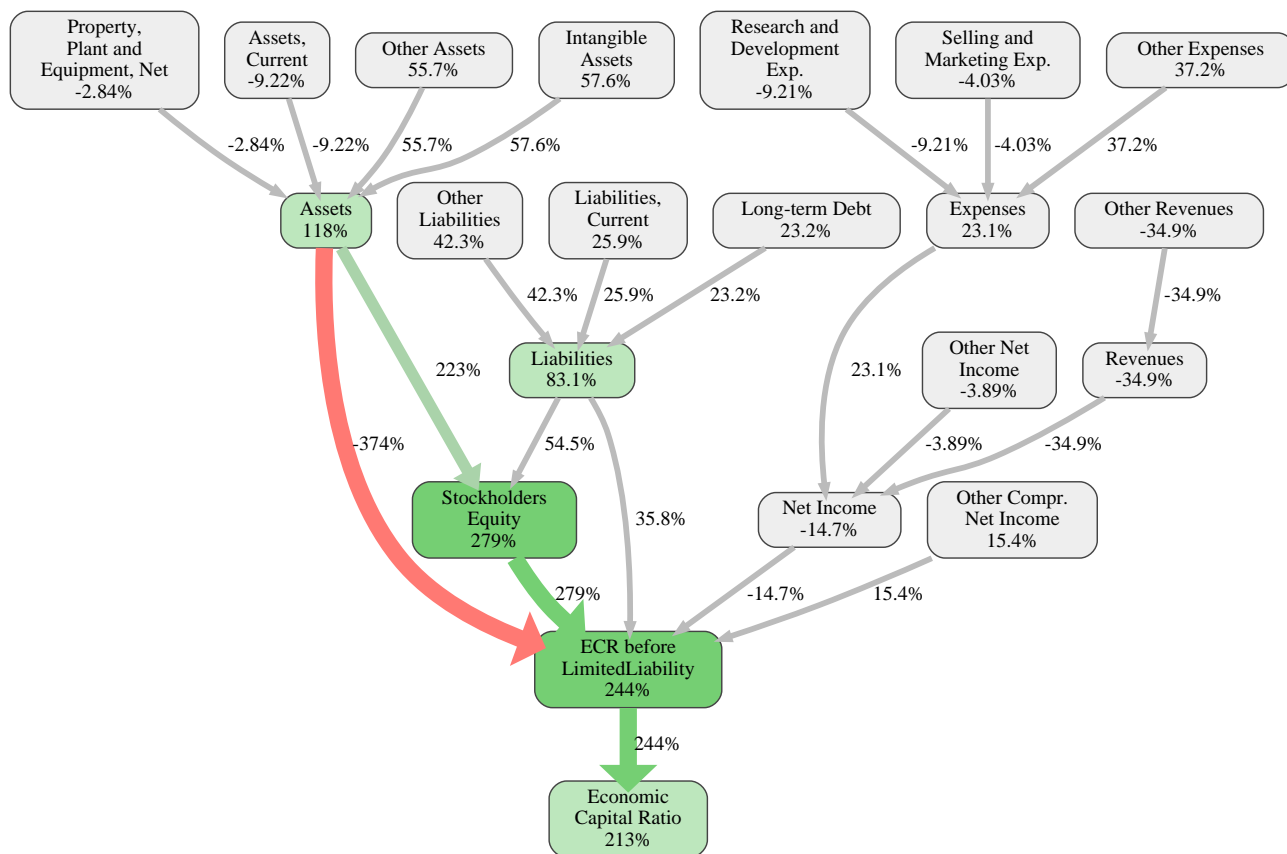 Property,
Plant and
Equipment, Net
-2.84%
Assets,
Current
-9.22%
Other Assets
55.7%
Intangible
Assets
57.6%
Research and
Development
Exp.
-9.21%
Selling and
Marketing Exp.
-4.03%
Other Expenses
37.2%
-2.84%
-9.22%
55.7%
57.6%
-9.21%
-4.03%
37.2%
Assets
118%
Other
Liabilities
42.3%
Liabilities,
Current
25.9%
Long-term Debt
23.2%
Expenses
23.1%
Other Revenues
-34.9%
42.3%
25.9%
23.2%
-34.9%
Liabilities
83.1%
223%
23.1%
Other Net
Income
-3.89%
Revenues
-34.9%
-374%
54.5%
-3.89%
-34.9%
Stockholders
Equity
279%
35.8%
Net Income
-14.7%
Other Compr.
Net Income
15.4%
279%
-14.7%
15.4%
ECR before
LimitedLiability
244%
244%
Economic
Capital Ratio
213%